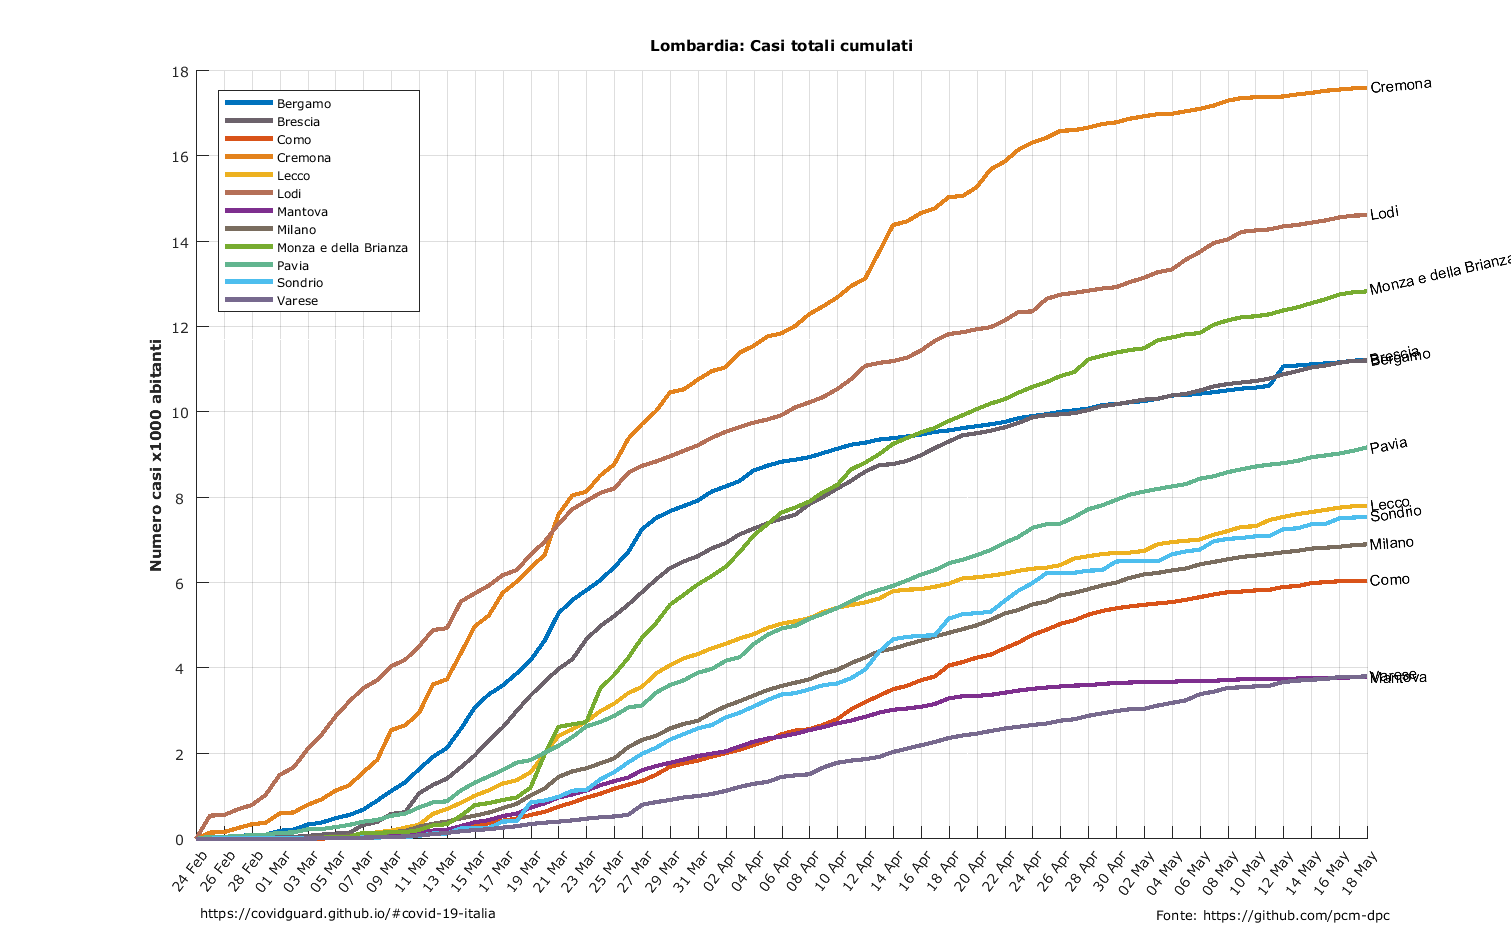 Lombardia: Casi totali cumulati
Numero casi x1000 abitanti
18
16
14
12
10
8
6
4
2
0
Bergamo
Brescia
Como
Cremona
Lecco
Lodi
Mantova
Milano
Monza e della Brianza
Pavia
Sondrio
Varese
Cremona
Lodi
Monza e della Brianza
Brescia
Bergamo
Pavia
Lecco
Sondrio
Milano
Como
Varese
Mantova
24 Feb
26 Feb
28 Feb
01 Mar
03 Mar
05 Mar
07 Mar
09 Mar
11 Mar
13 Mar
15 Mar
17 Mar
19 Mar
21 Mar
23 Mar
25 Mar
27 Mar
29 Mar
31 Mar
02 Apr
04 Apr
06 Apr
08 Apr
10 Apr
12 Apr
14 Apr
16 Apr
18 Apr
20 Apr
22 Apr
24 Apr
26 Apr
28 Apr
30 Apr
02 May
04 May
06 May
08 May
10 May
12 May
14 May
16 May
18 May
https://covidguard.github.io/#covid-19-italia
Fonte: https://github.com/pcm-dpc